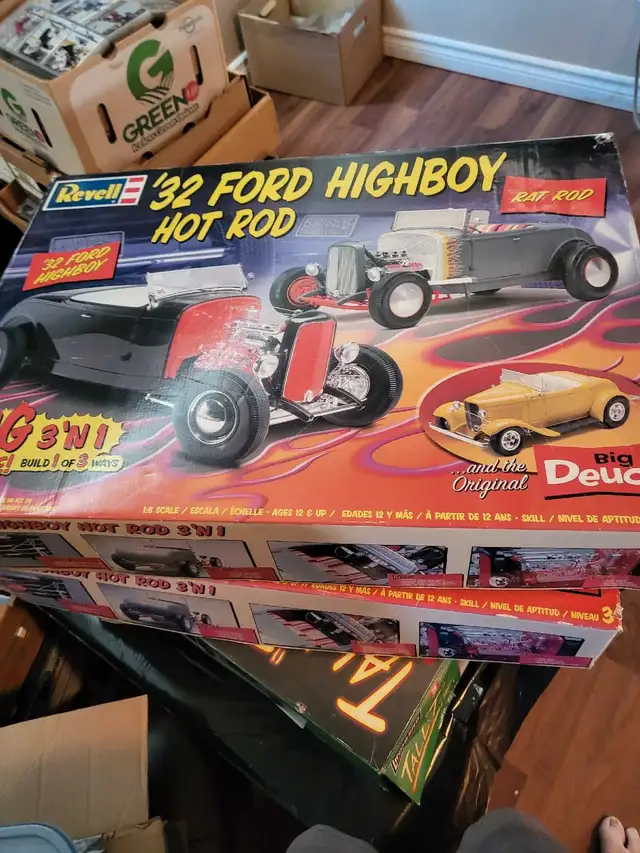 GREEN
Revell
'32 FORD HIGHBOY
HOT ROD
RAT ROD
'32 FORD
HIGHBOY
3'N1
BUILD 1 OF 3 WAYS
...and the
Original
Big
Deuc
1:8 SCALE / ESCALA / ÉCHELLE - AGES 12 & UP / EDADES 12 Y MÁS / À PARTIR DE 12 ANS - SKILL / NIVEL DE APTITUD
HIGHBOY HOT ROD 3'N1
HOT ROD 3'N1
12 Y MÁS / À PARTIR DE 12 ANS - SKILL / NIVEL DE APTITUD / NIVEAU 3
TALL